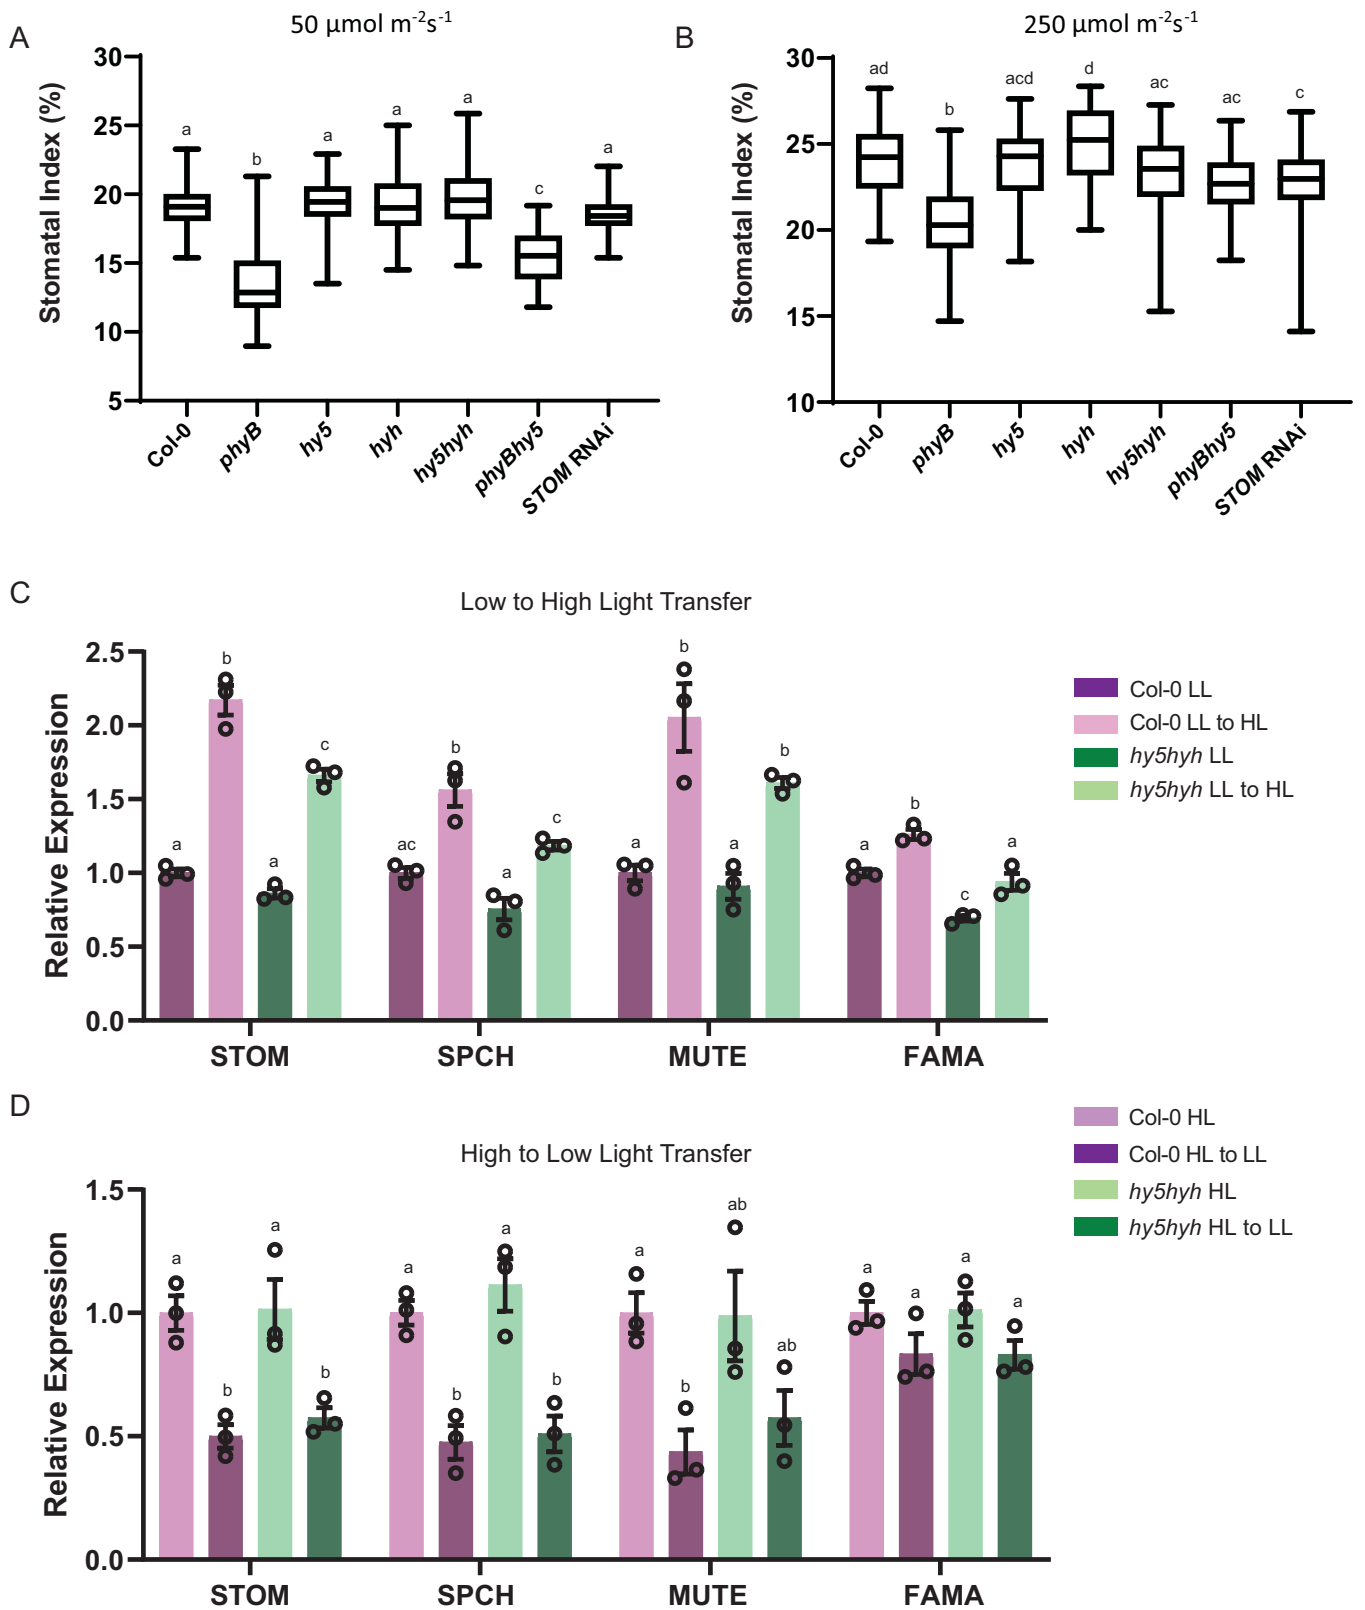 A
50 μmol m⁻²s⁻¹
Stomatal Index (%)
30
25
20
15
10
5
a
b
a
a
a
c
a
Col-0
phyB
hy5
hyh
hy5hyh
phyBhy5
STOM RNAi
B
250 μmol m⁻²s⁻¹
Stomatal Index (%)
30
25
20
15
10
ad
b
acd
d
ac
ac
c
Col-0
phyB
hy5
hyh
hy5hyh
phyBhy5
STOM RNAi
C
Low to High Light Transfer
Relative Expression
2.5
2.0
1.5
1.0
0.5
0.0
a
b
a
c
ac
b
a
c
a
b
a
b
a
b
c
a
STOM
SPCH
MUTE
FAMA
Col-0 LL
Col-0 LL to HL
hy5hyh LL
hy5hyh LL to HL
D
High to Low Light Transfer
Relative Expression
1.5
1.0
0.5
0.0
a
b
a
b
a
b
a
b
a
b
ab
ab
a
a
a
a
STOM
SPCH
MUTE
FAMA
Col-0 HL
Col-0 HL to LL
hy5hyh HL
hy5hyh HL to LL